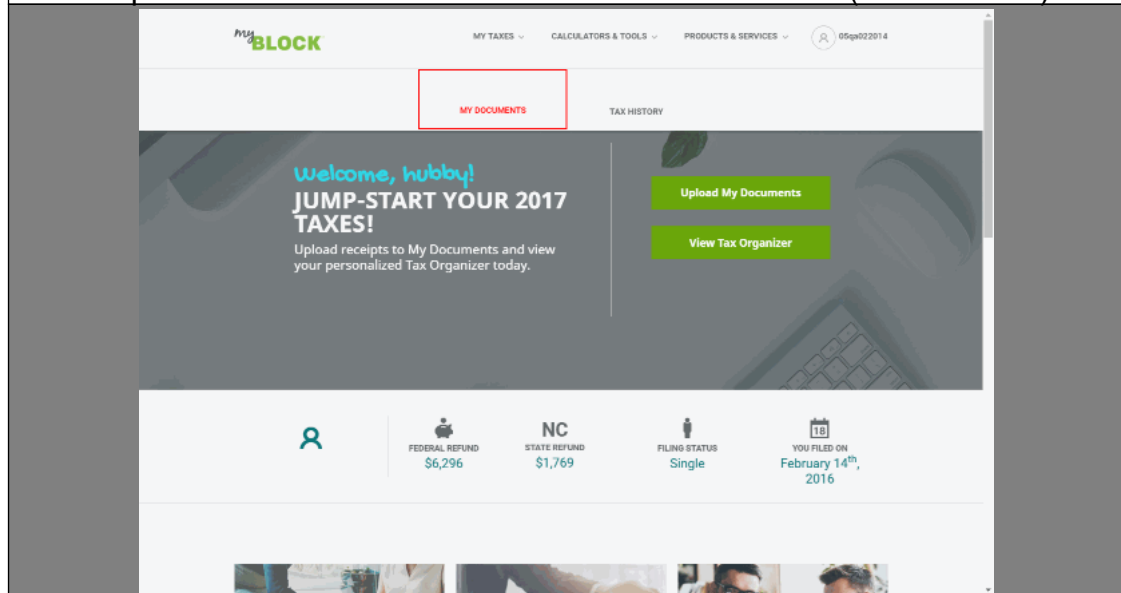 my BLOCK
MY TAXES
CALCULATORS & TOOLS
PRODUCTS & SERVICES
05qa022014
MY DOCUMENTS
TAX HISTORY
Welcome, hubby!
JUMP-START YOUR 2017
TAXES!
Upload receipts to My Documents and view
your personalized Tax Organizer today.
Upload My Documents
View Tax Organizer
FEDERAL REFUND
$6,296
NC
STATE REFUND
$1,769
FILING STATUS
Single
18
YOU FILED ON
February 14th,
2016